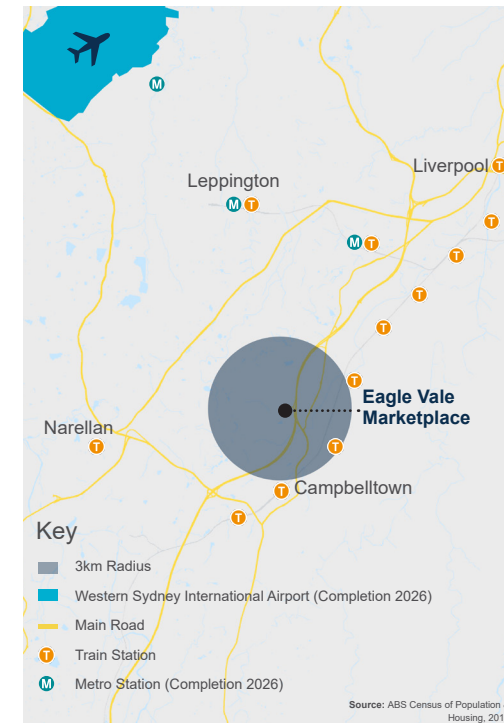 M
Liverpool T
Leppington
M T
T
M T
T
T
T
T
Eagle Vale
Marketplace
Narellan
T
T
T Campbelltown
T
Key
3km Radius
Western Sydney International Airport (Completion 2026)
Main Road
T Train Station
M Metro Station (Completion 2026)
Source: ABS Census of Population
Housing, 201